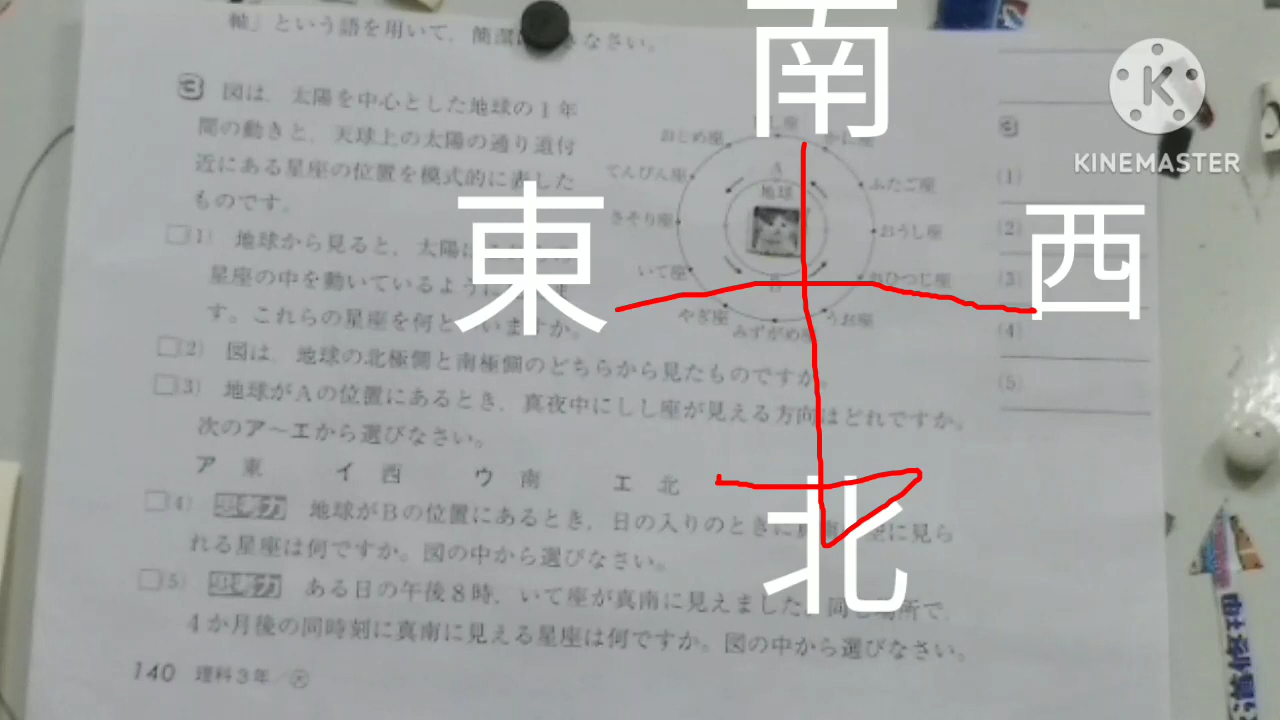 軸」という語を用いて、簡潔 なさい。
3 図は、太陽を中心とした地球の1年
間の動きと、天球上の太陽の通り道付
近にある星座の位置を模式的に表した
ものです。
□(1) 地球から見ると、太陽は
星座の中を動いているように
す。これらの星座を何といいますか。
□(2) 図は、地球の北極側と南極側のどちらから見たものですか。
□(3) 地球がAの位置にあるとき、真夜中にしし座が見える方向はどれですか。
次のア〜エから選びなさい。
ア 東 イ 西 ウ 南 エ 北
□(4) 思考力 地球がBの位置にあるとき、日の入りのときに 見ら
れる星座は何ですか。図の中から選びなさい。
□(5) 思考力 ある日の午後8時、いて座が真南に見えました。同じ場所で、
4か月後の同時刻に真南に見える星座は何ですか。図の中から選びなさい。
140 理科3年
おとめ座
てんびん座
さそり座
いて座
やぎ座
みずがめ座
うお座
おひつじ座
おうし座
ふたご座
A
地球
B
南
東
西
北
3
(1)
(2)
(3)
(4)
(5)
K
KINEMASTER